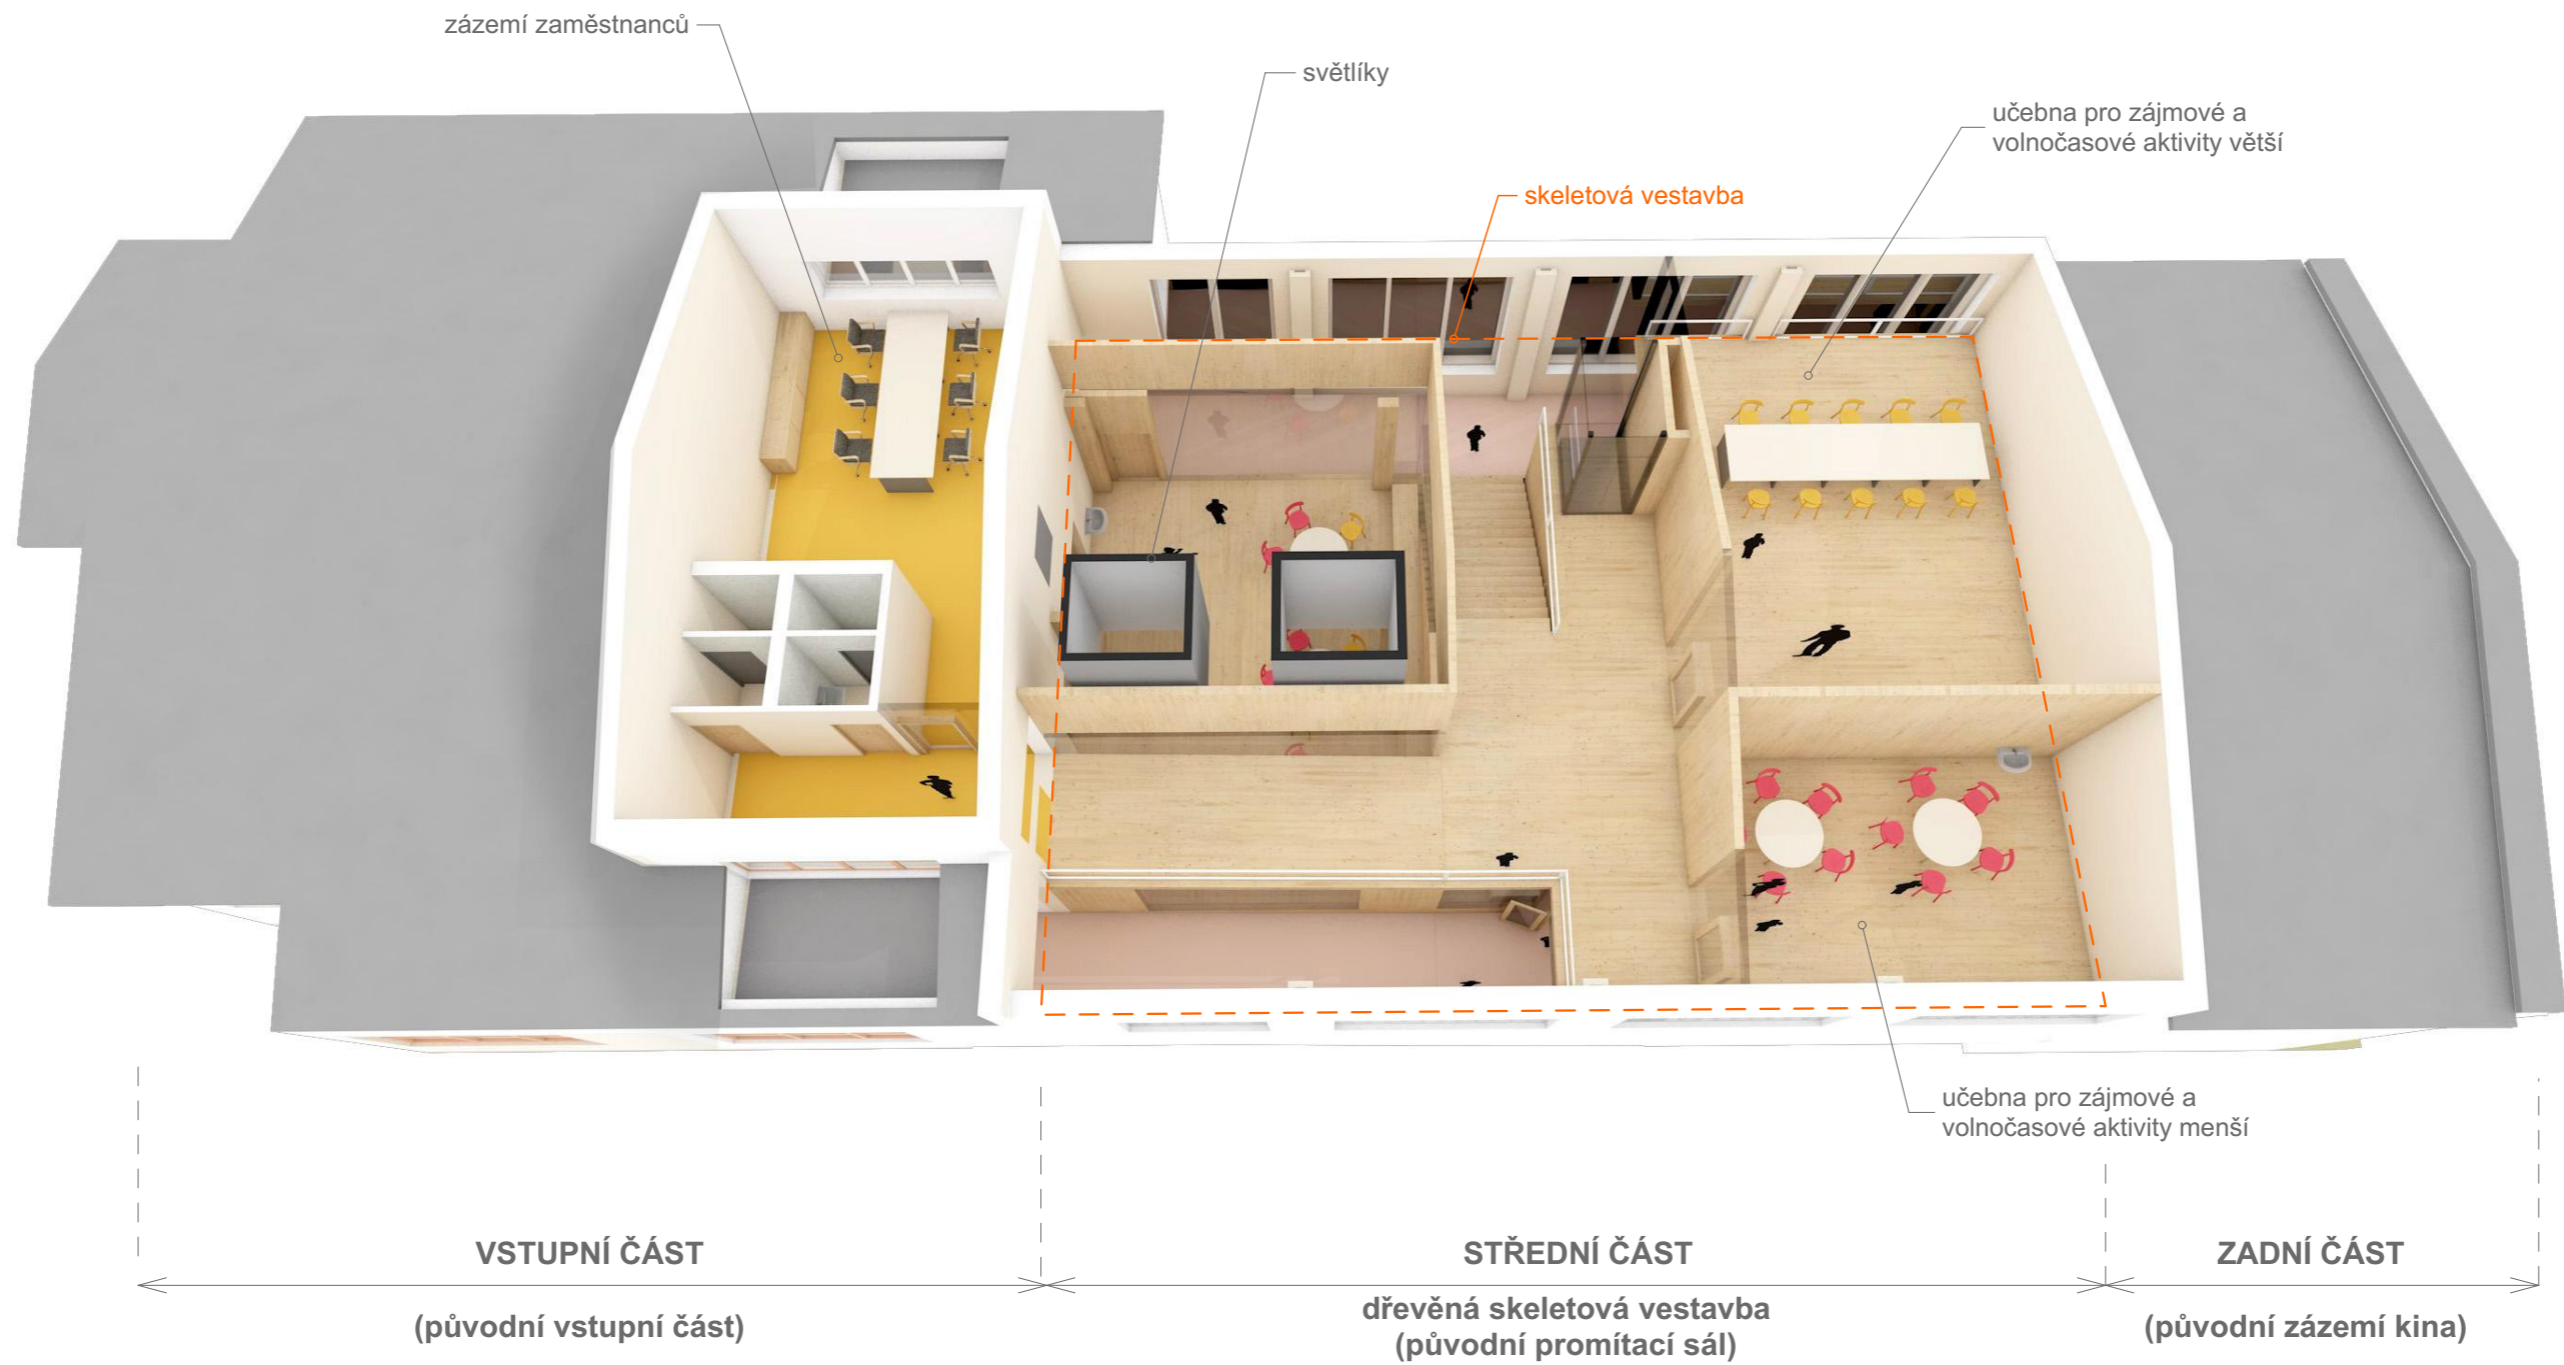 zázemí zaměstnanců
světlíky
učebna pro zájmové a
volnočasové aktivity větší
skeletová vestavba
učebna pro zájmové a
volnočasové aktivity menší
VSTUPNÍ ČÁST
(původní vstupní část)
STŘEDNÍ ČÁST
dřevěná skeletová vestavba
(původní promítací sál)
ZADNÍ ČÁST
(původní zázemí kina)